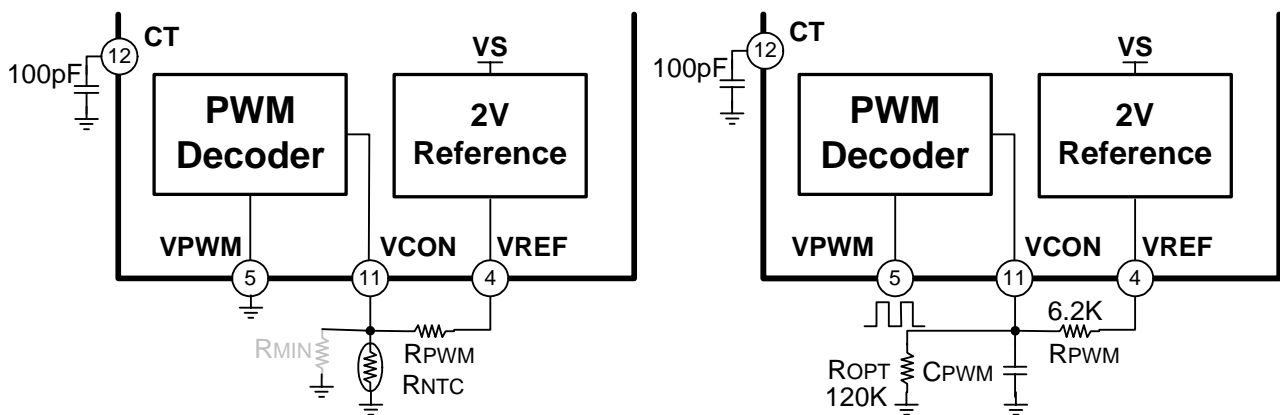 CT
12
100pF
PWM
Decoder
VS
2V
Reference
VPWM
VCON
VREF
5
11
4
RMIN
RPWM
RNTC
CT
12
100pF
PWM
Decoder
VS
2V
Reference
VPWM
VCON
VREF
5
11
4
6.2K
RPWM
ROPT
120K
CPWM